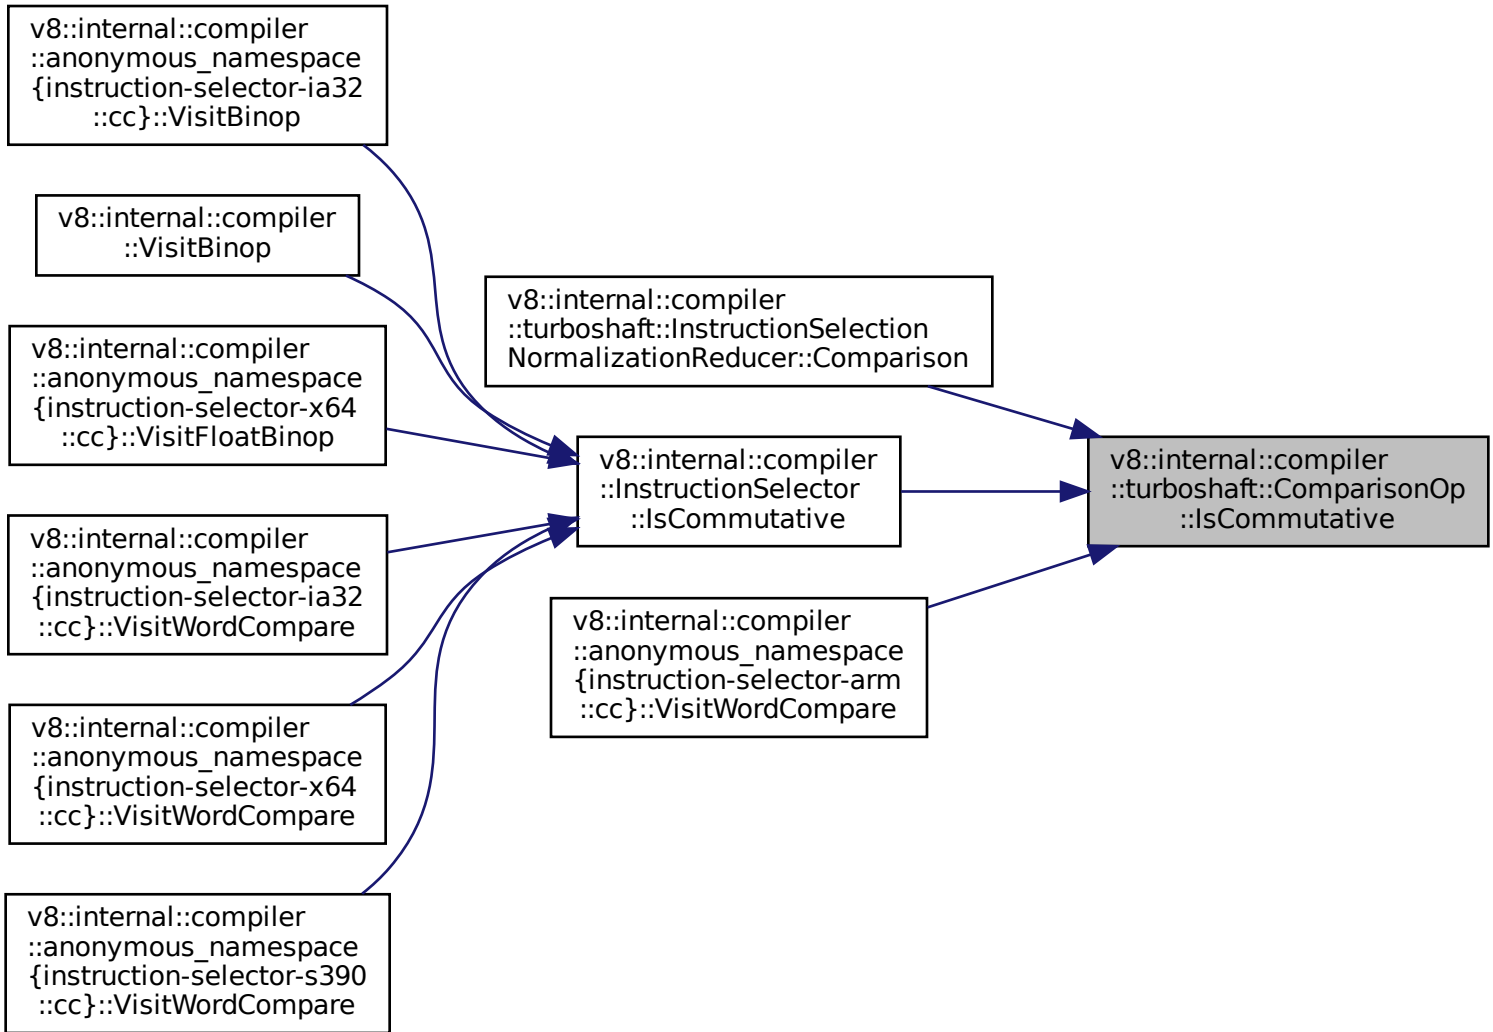 v8::internal::compiler
::anonymous_namespace
{instruction-selector-ia32
::cc}::VisitBinop
v8::internal::compiler
::VisitBinop
v8::internal::compiler
::anonymous_namespace
{instruction-selector-x64
::cc}::VisitFloatBinop
v8::internal::compiler
::anonymous_namespace
{instruction-selector-ia32
::cc}::VisitWordCompare
v8::internal::compiler
::anonymous_namespace
{instruction-selector-x64
::cc}::VisitWordCompare
v8::internal::compiler
::anonymous_namespace
{instruction-selector-s390
::cc}::VisitWordCompare
v8::internal::compiler
::turboshaft::InstructionSelection
NormalizationReducer::Comparison
v8::internal::compiler
::InstructionSelector
::IsCommutative
v8::internal::compiler
::anonymous_namespace
{instruction-selector-arm
::cc}::VisitWordCompare
v8::internal::compiler
::turboshaft::ComparisonOp
::IsCommutative